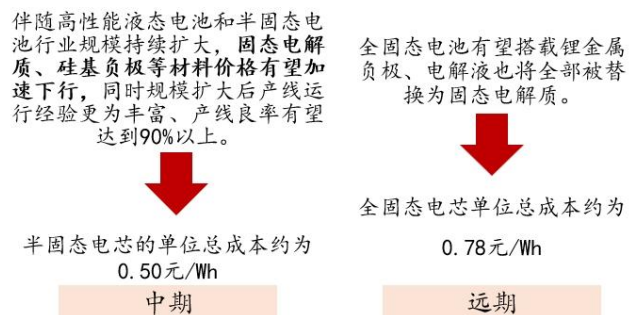 伴随高性能液态电池和半固态电
池行业规模持续扩大，固态电解
质、硅基负极等材料价格有望加
速下行，同时规模扩大后产线运
行经验更为丰富、产线良率有望
达到90%以上。
半固态电芯的单位总成本约为
0.50元/Wh
中期
全固态电池有望搭载锂金属
负极、电解液也将全部被替
换为固态电解质。
全固态电芯单位总成本约为
0.78元/Wh
远期